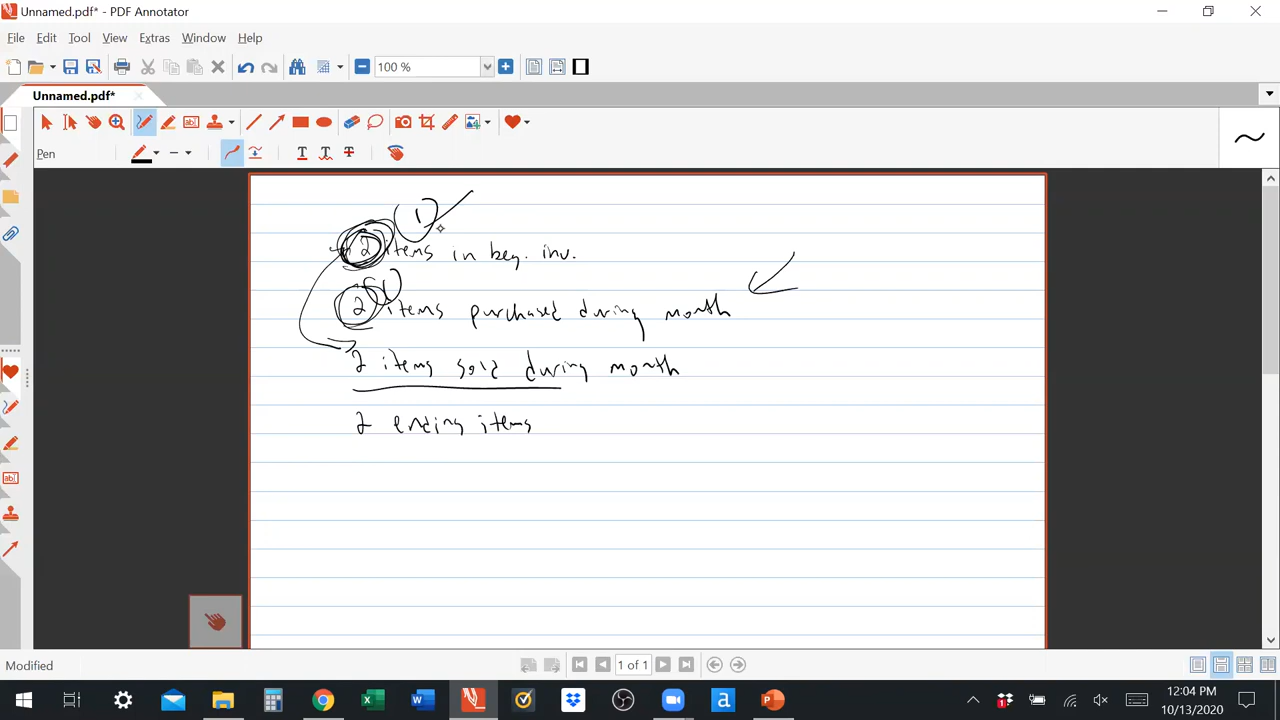 Unnamed.pdf* - PDF Annotator
File Edit Tool View Extras Window Help
100 %
Unnamed.pdf*
Pen
(1)
2 items in beg. inv.
(1)
2 items purchased during month
2 items sold during month
2 ending items
Modified
1 of 1
12:04 PM
10/13/2020